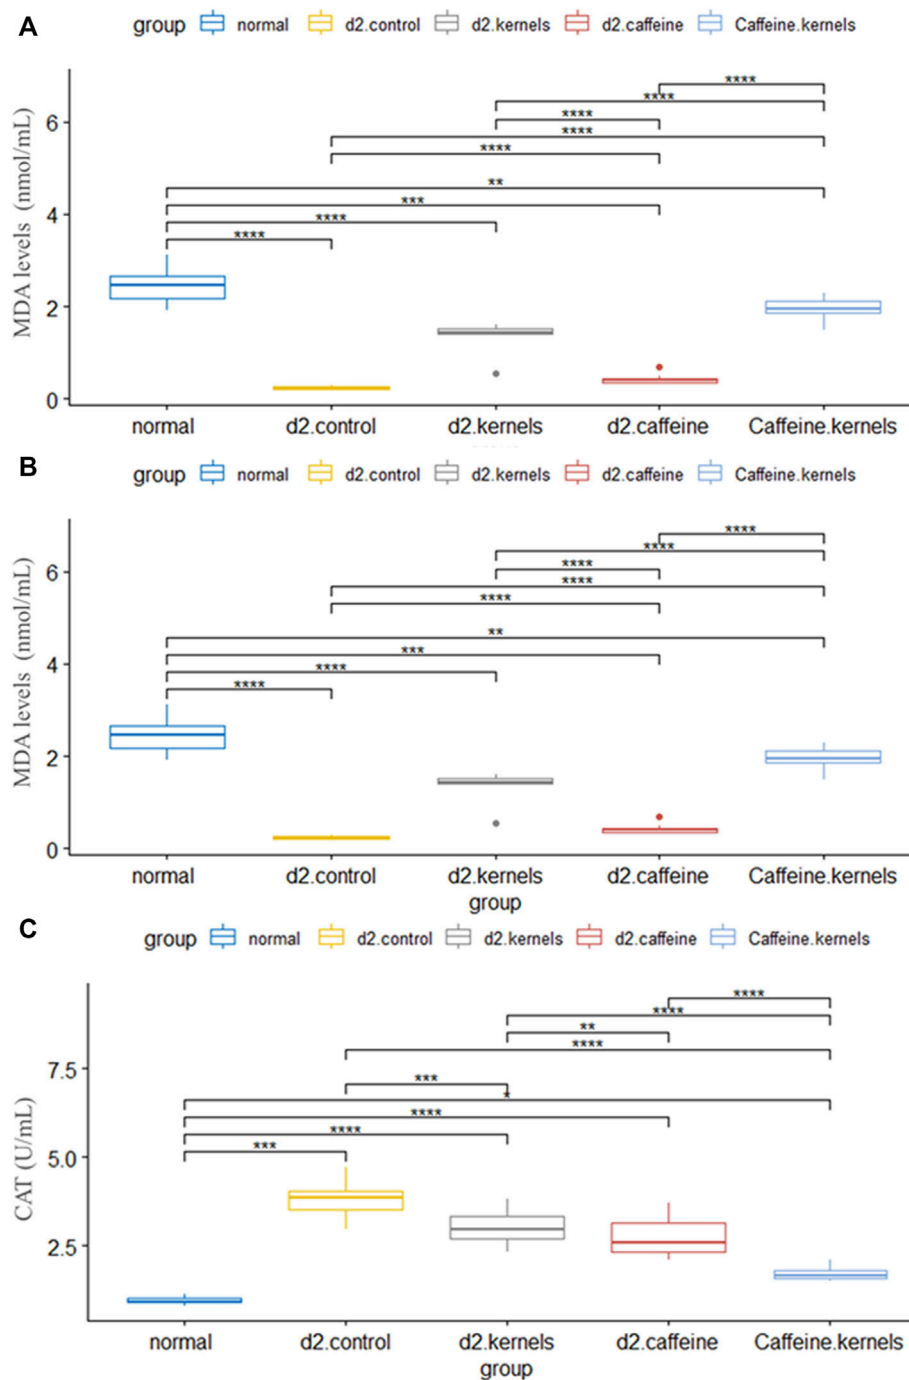 A
group normal d2.control d2.kernels d2.caffeine Caffeine.kernels
MDA levels (nmol/mL)
****
****
****
****
****
**
***
****
****
6
4
2
0
normal d2.control d2.kernels d2.caffeine Caffeine.kernels
B
group normal d2.control d2.kernels d2.caffeine Caffeine.kernels
MDA levels (nmol/mL)
****
****
****
****
****
**
***
****
****
6
4
2
0
normal d2.control d2.kernels d2.caffeine Caffeine.kernels
group
C
group normal d2.control d2.kernels d2.caffeine Caffeine.kernels
CAT (U/mL)
****
****
**
****
***
*
****
****
***
7.5
5.0
2.5
normal d2.control d2.kernels d2.caffeine Caffeine.kernels
group